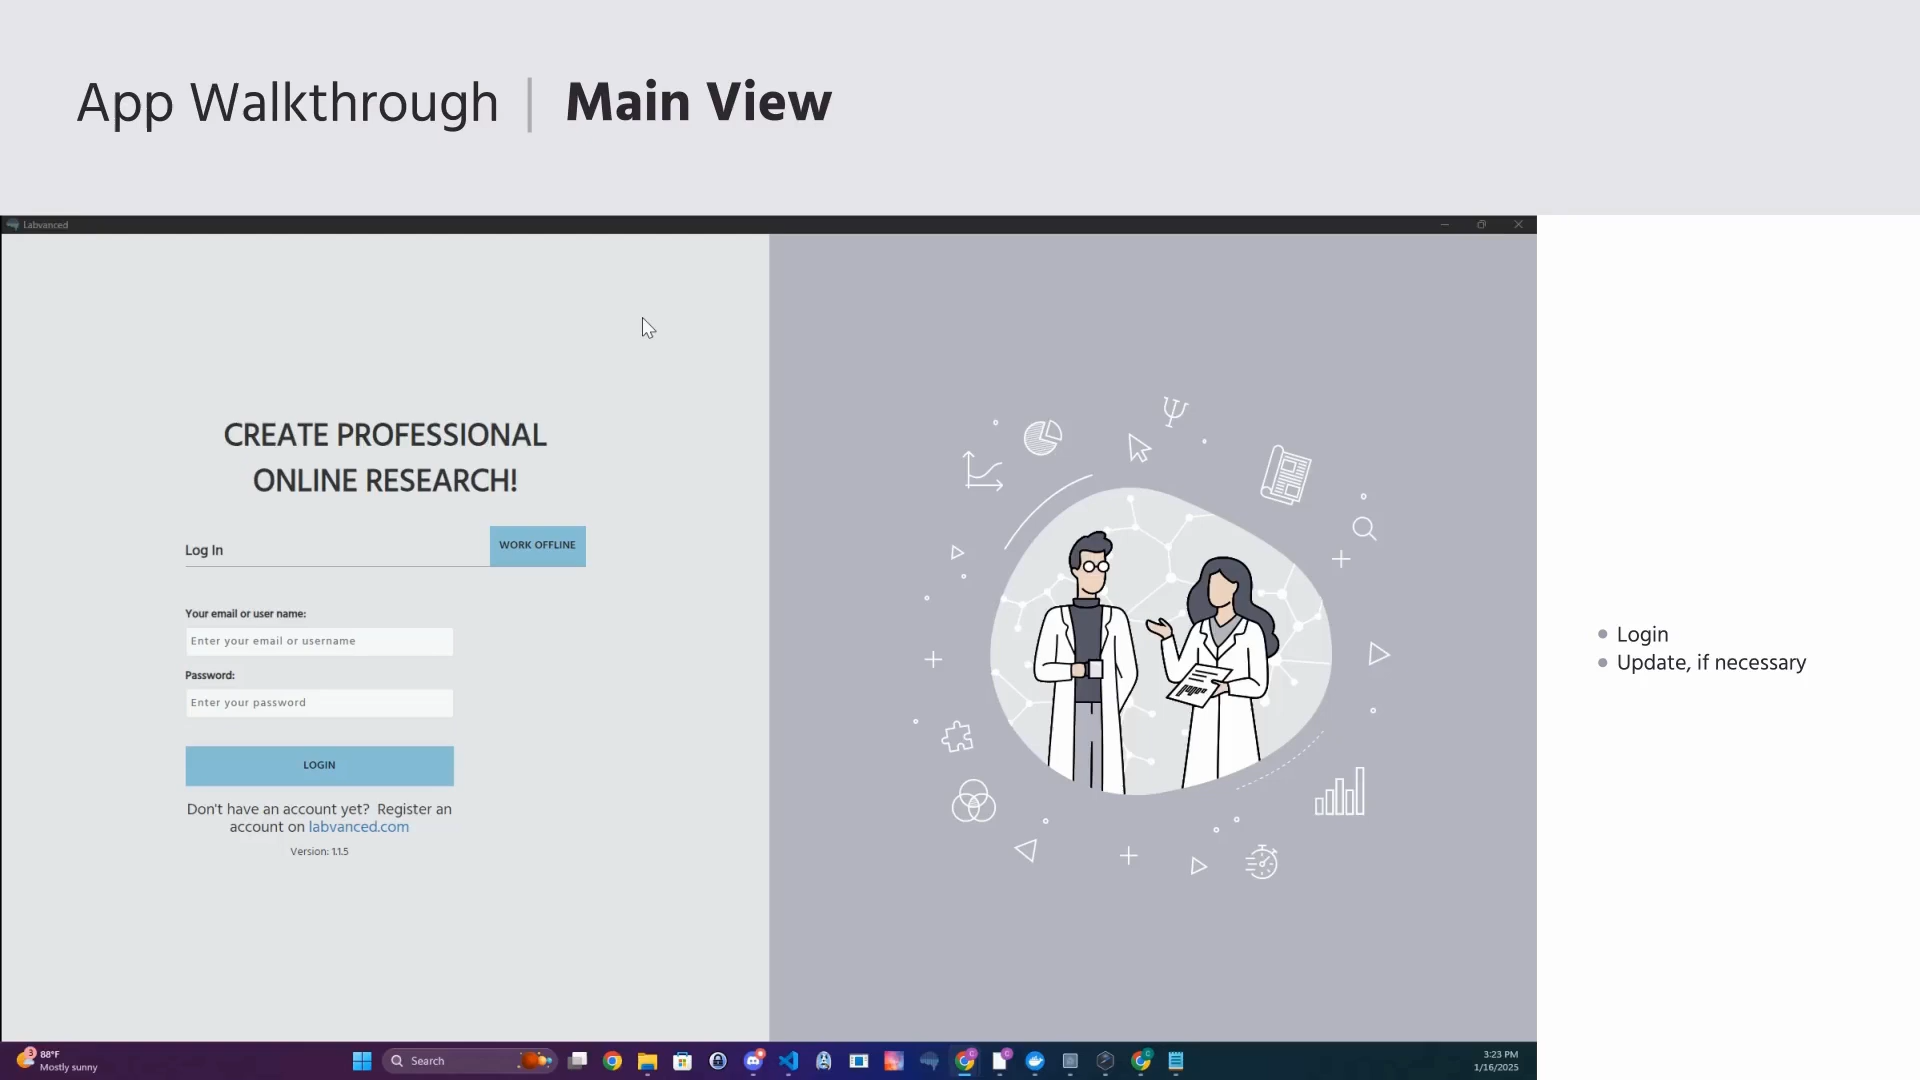 App Walkthrough | Main View
Labvanced
CREATE PROFESSIONAL
ONLINE RESEARCH!
Log In
WORK OFFLINE
Your email or user name:
Enter your email or username
Password:
Enter your password
LOGIN
Don't have an account yet? Register an
account on labvanced.com
Version: 1.1.5
Login
Update, if necessary
3
88°F
Mostly sunny
Search
3:23 PM
1/16/2025